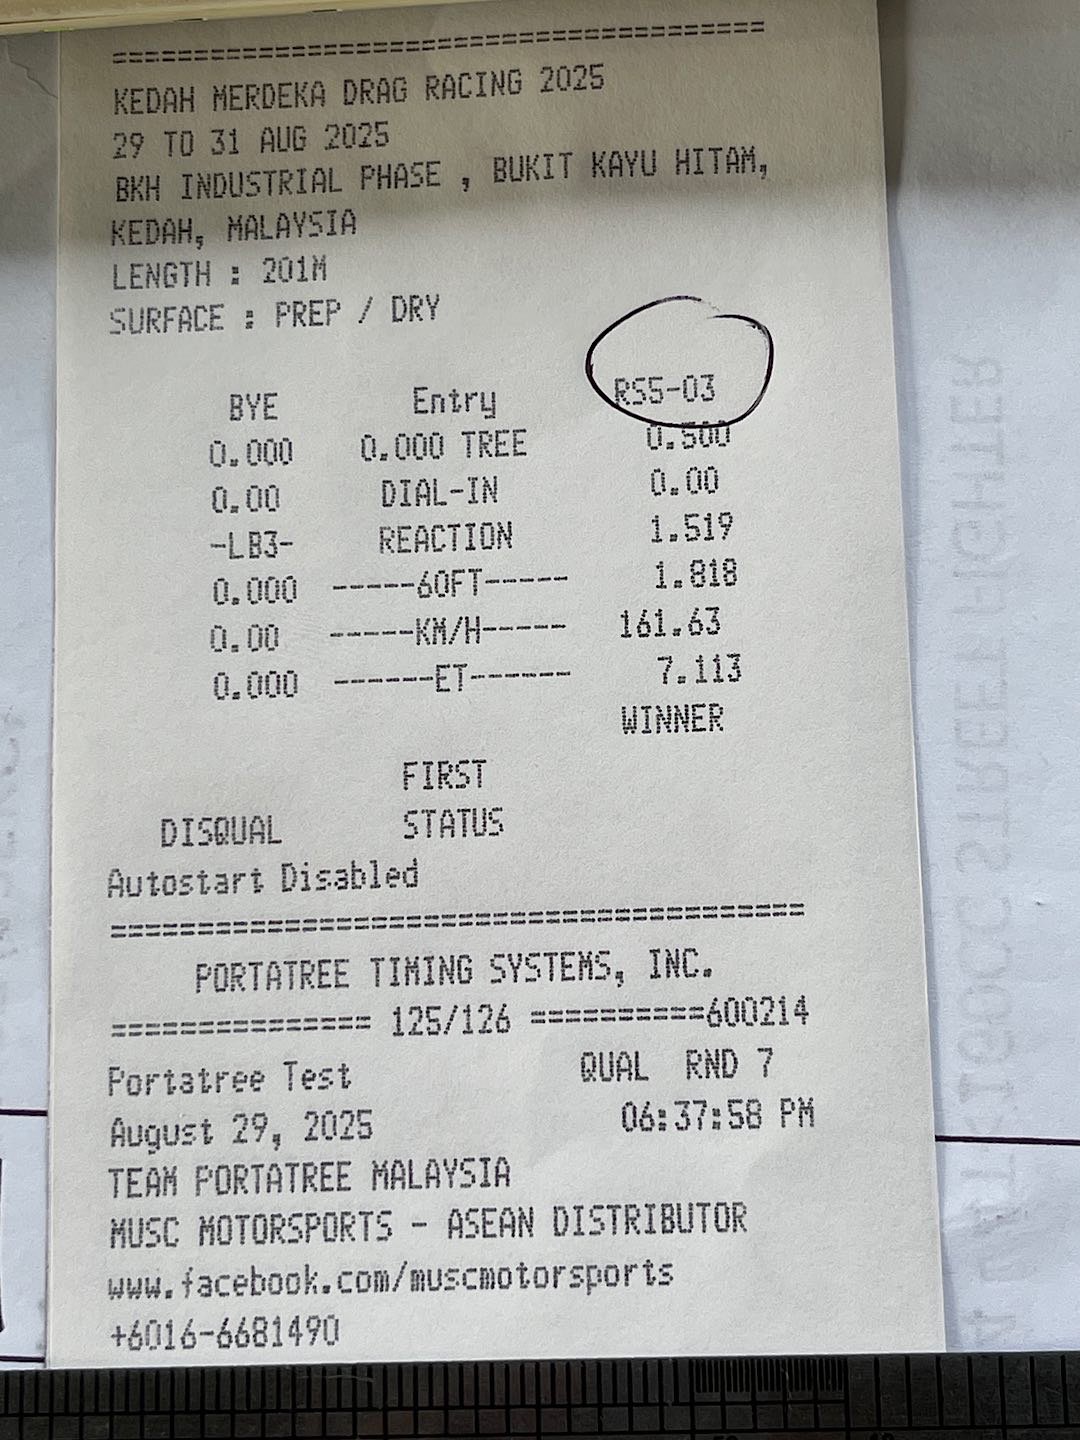 =======================================
KEDAH MERDEKA DRAG RACING 2025
29 TO 31 AUG 2025
BKH INDUSTRIAL PHASE , BUKIT KAYU HITAM,
KEDAH, MALAYSIA
LENGTH : 201M
SURFACE : PREP / DRY
BYE Entry RS5-03
0.000 0.000 TREE 0.500
0.00 DIAL-IN 0.00
-LB3- REACTION 1.519
0.000 -----60FT----- 1.818
0.00 -----KM/H----- 161.63
0.000 ------ET------ 7.113
WINNER
FIRST
DISQUAL STATUS
Autostart Disabled
=========================================
PORTATREE TIMING SYSTEMS, INC.
=============== 125/126 ==========600214
Portatree Test QUAL RND 7
August 29, 2025 06:37:58 PM
TEAM PORTATREE MALAYSIA
MUSC MOTORSPORTS - ASEAN DISTRIBUTOR
www.facebook.com/muscmotorsports
+6016-6681490